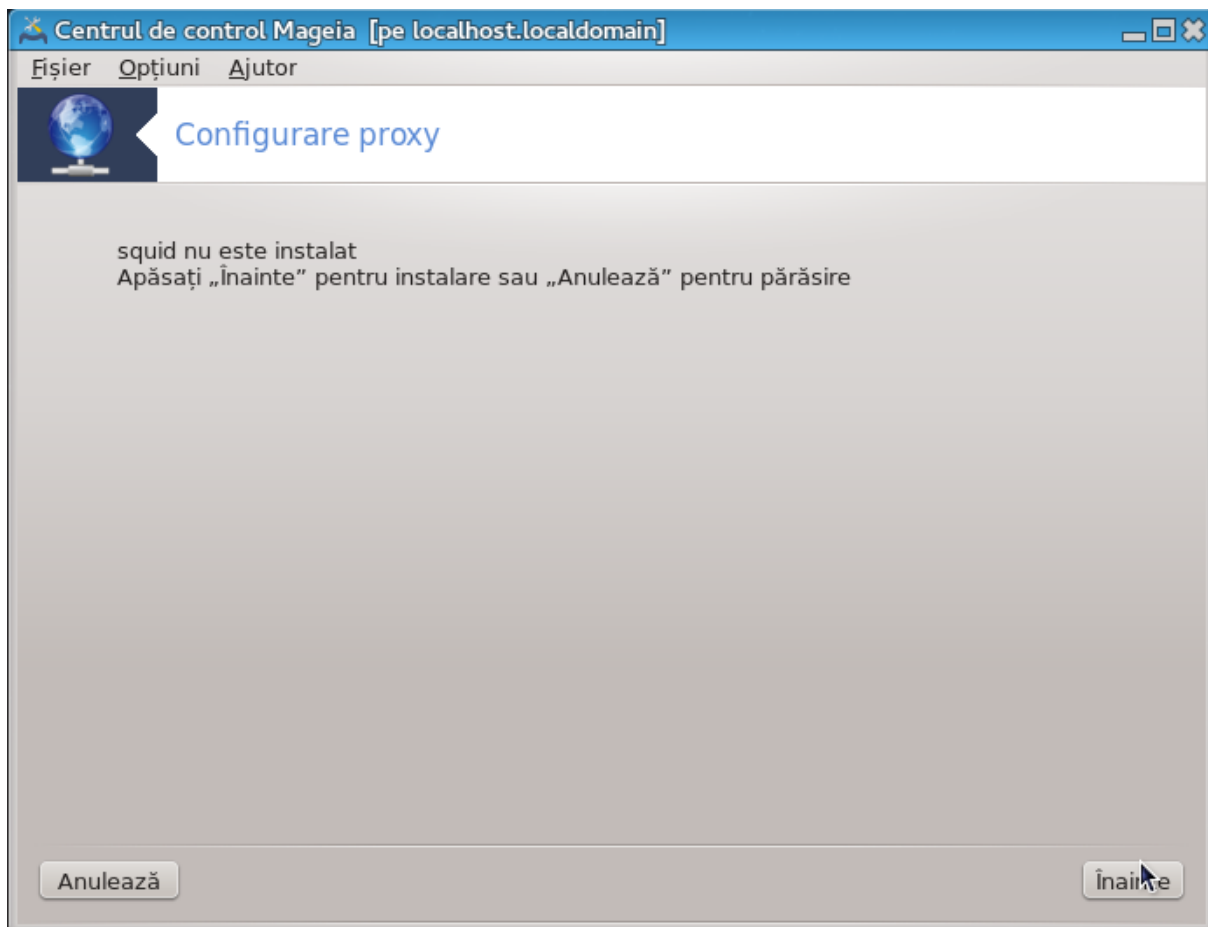 Centrul de control Mageia [pe localhost.localdomain]
Fișier Opțiuni Ajutor
Configurare proxy
squid nu este instalat
Apăsați „Înainte” pentru instalare sau „Anulează” pentru părăsire
Anulează Înainte